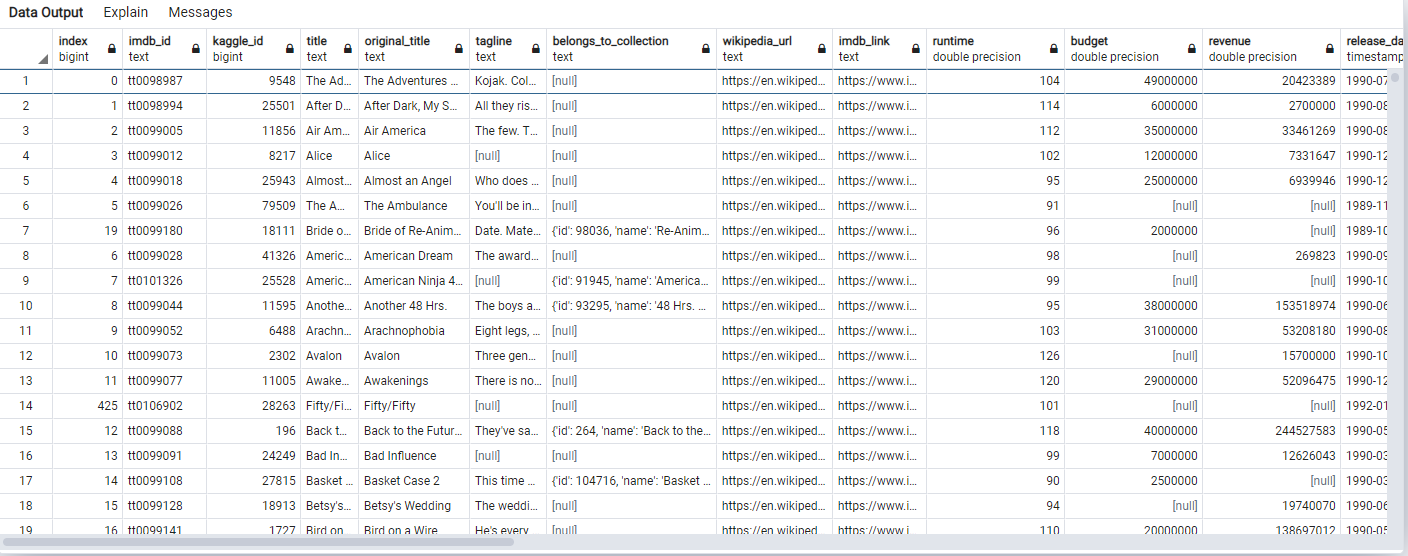 Data Output Explain Messages
index imdb_id kaggle_id title original_title tagline belongs_to_collection wikipedia_url imdb_link runtime budget revenue release_da
bigint text bigint text text text text text text double precision double precision double precision timestamp
1 0 tt0098987 9548 The Ad... The Adventures ... Kojak. Col... [null] https://en.wikiped... https://www.i... 104 49000000 20423389 1990-07
2 1 tt0098994 25501 After D... After Dark, My S... All they ris... [null] https://en.wikiped... https://www.i... 114 6000000 2700000 1990-08
3 2 tt0099005 11856 Air Am... Air America The few. T... [null] https://en.wikiped... https://www.i... 112 35000000 33461269 1990-08
4 3 tt0099012 8217 Alice Alice [null] [null] https://en.wikiped... https://www.i... 102 12000000 7331647 1990-12
5 4 tt0099018 25943 Almost... Almost an Angel Who does ... [null] https://en.wikiped... https://www.i... 95 25000000 6939946 1990-12
6 5 tt0099026 79509 The A... The Ambulance You'll be in... [null] https://en.wikiped... https://www.i... 91 [null] [null] 1989-11
7 19 tt0099180 18111 Bride o... Bride of Re-Anim... Date. Mate... {'id': 98036, 'name': 'Re-Anim... https://en.wikiped... https://www.i... 96 2000000 [null] 1989-10
8 6 tt0099028 41326 Americ... American Dream The award... [null] https://en.wikiped... https://www.i... 98 [null] 269823 1990-09
9 7 tt0101326 25528 Americ... American Ninja 4... [null] {'id': 91945, 'name': 'America... https://en.wikiped... https://www.i... 99 [null] [null] 1990-10
10 8 tt0099044 11595 Anothe... Another 48 Hrs. The boys a... {'id': 93295, 'name': '48 Hrs. ... https://en.wikiped... https://www.i... 95 38000000 153518974 1990-06
11 9 tt0099052 6488 Arachn... Arachnophobia Eight legs, ... [null] https://en.wikiped... https://www.i... 103 31000000 53208180 1990-08
12 10 tt0099073 2302 Avalon Avalon Three gen... [null] https://en.wikiped... https://www.i... 126 [null] 15700000 1990-10
13 11 tt0099077 11005 Awake... Awakenings There is no... [null] https://en.wikiped... https://www.i... 120 29000000 52096475 1990-12
14 425 tt0106902 28263 Fifty/Fi... Fifty/Fifty [null] [null] https://en.wikiped... https://www.i... 101 [null] [null] 1992-01
15 12 tt0099088 196 Back t... Back to the Futur... They've sa... {'id': 264, 'name': 'Back to the... https://en.wikiped... https://www.i... 118 40000000 244527583 1990-05
16 13 tt0099091 24249 Bad In... Bad Influence [null] [null] https://en.wikiped... https://www.i... 99 7000000 12626043 1990-03
17 14 tt0099108 27815 Basket ... Basket Case 2 This time ... {'id': 104716, 'name': 'Basket ... https://en.wikiped... https://www.i... 90 2500000 [null] 1990-03
18 15 tt0099128 18913 Betsy's... Betsy's Wedding The weddi... [null] https://en.wikiped... https://www.i... 94 [null] 19740070 1990-06
19 16 tt0099141 1727 Bird on ... Bird on a Wire He's every ... [null] https://en.wikiped... https://www.i... 110 20000000 138697012 1990-05